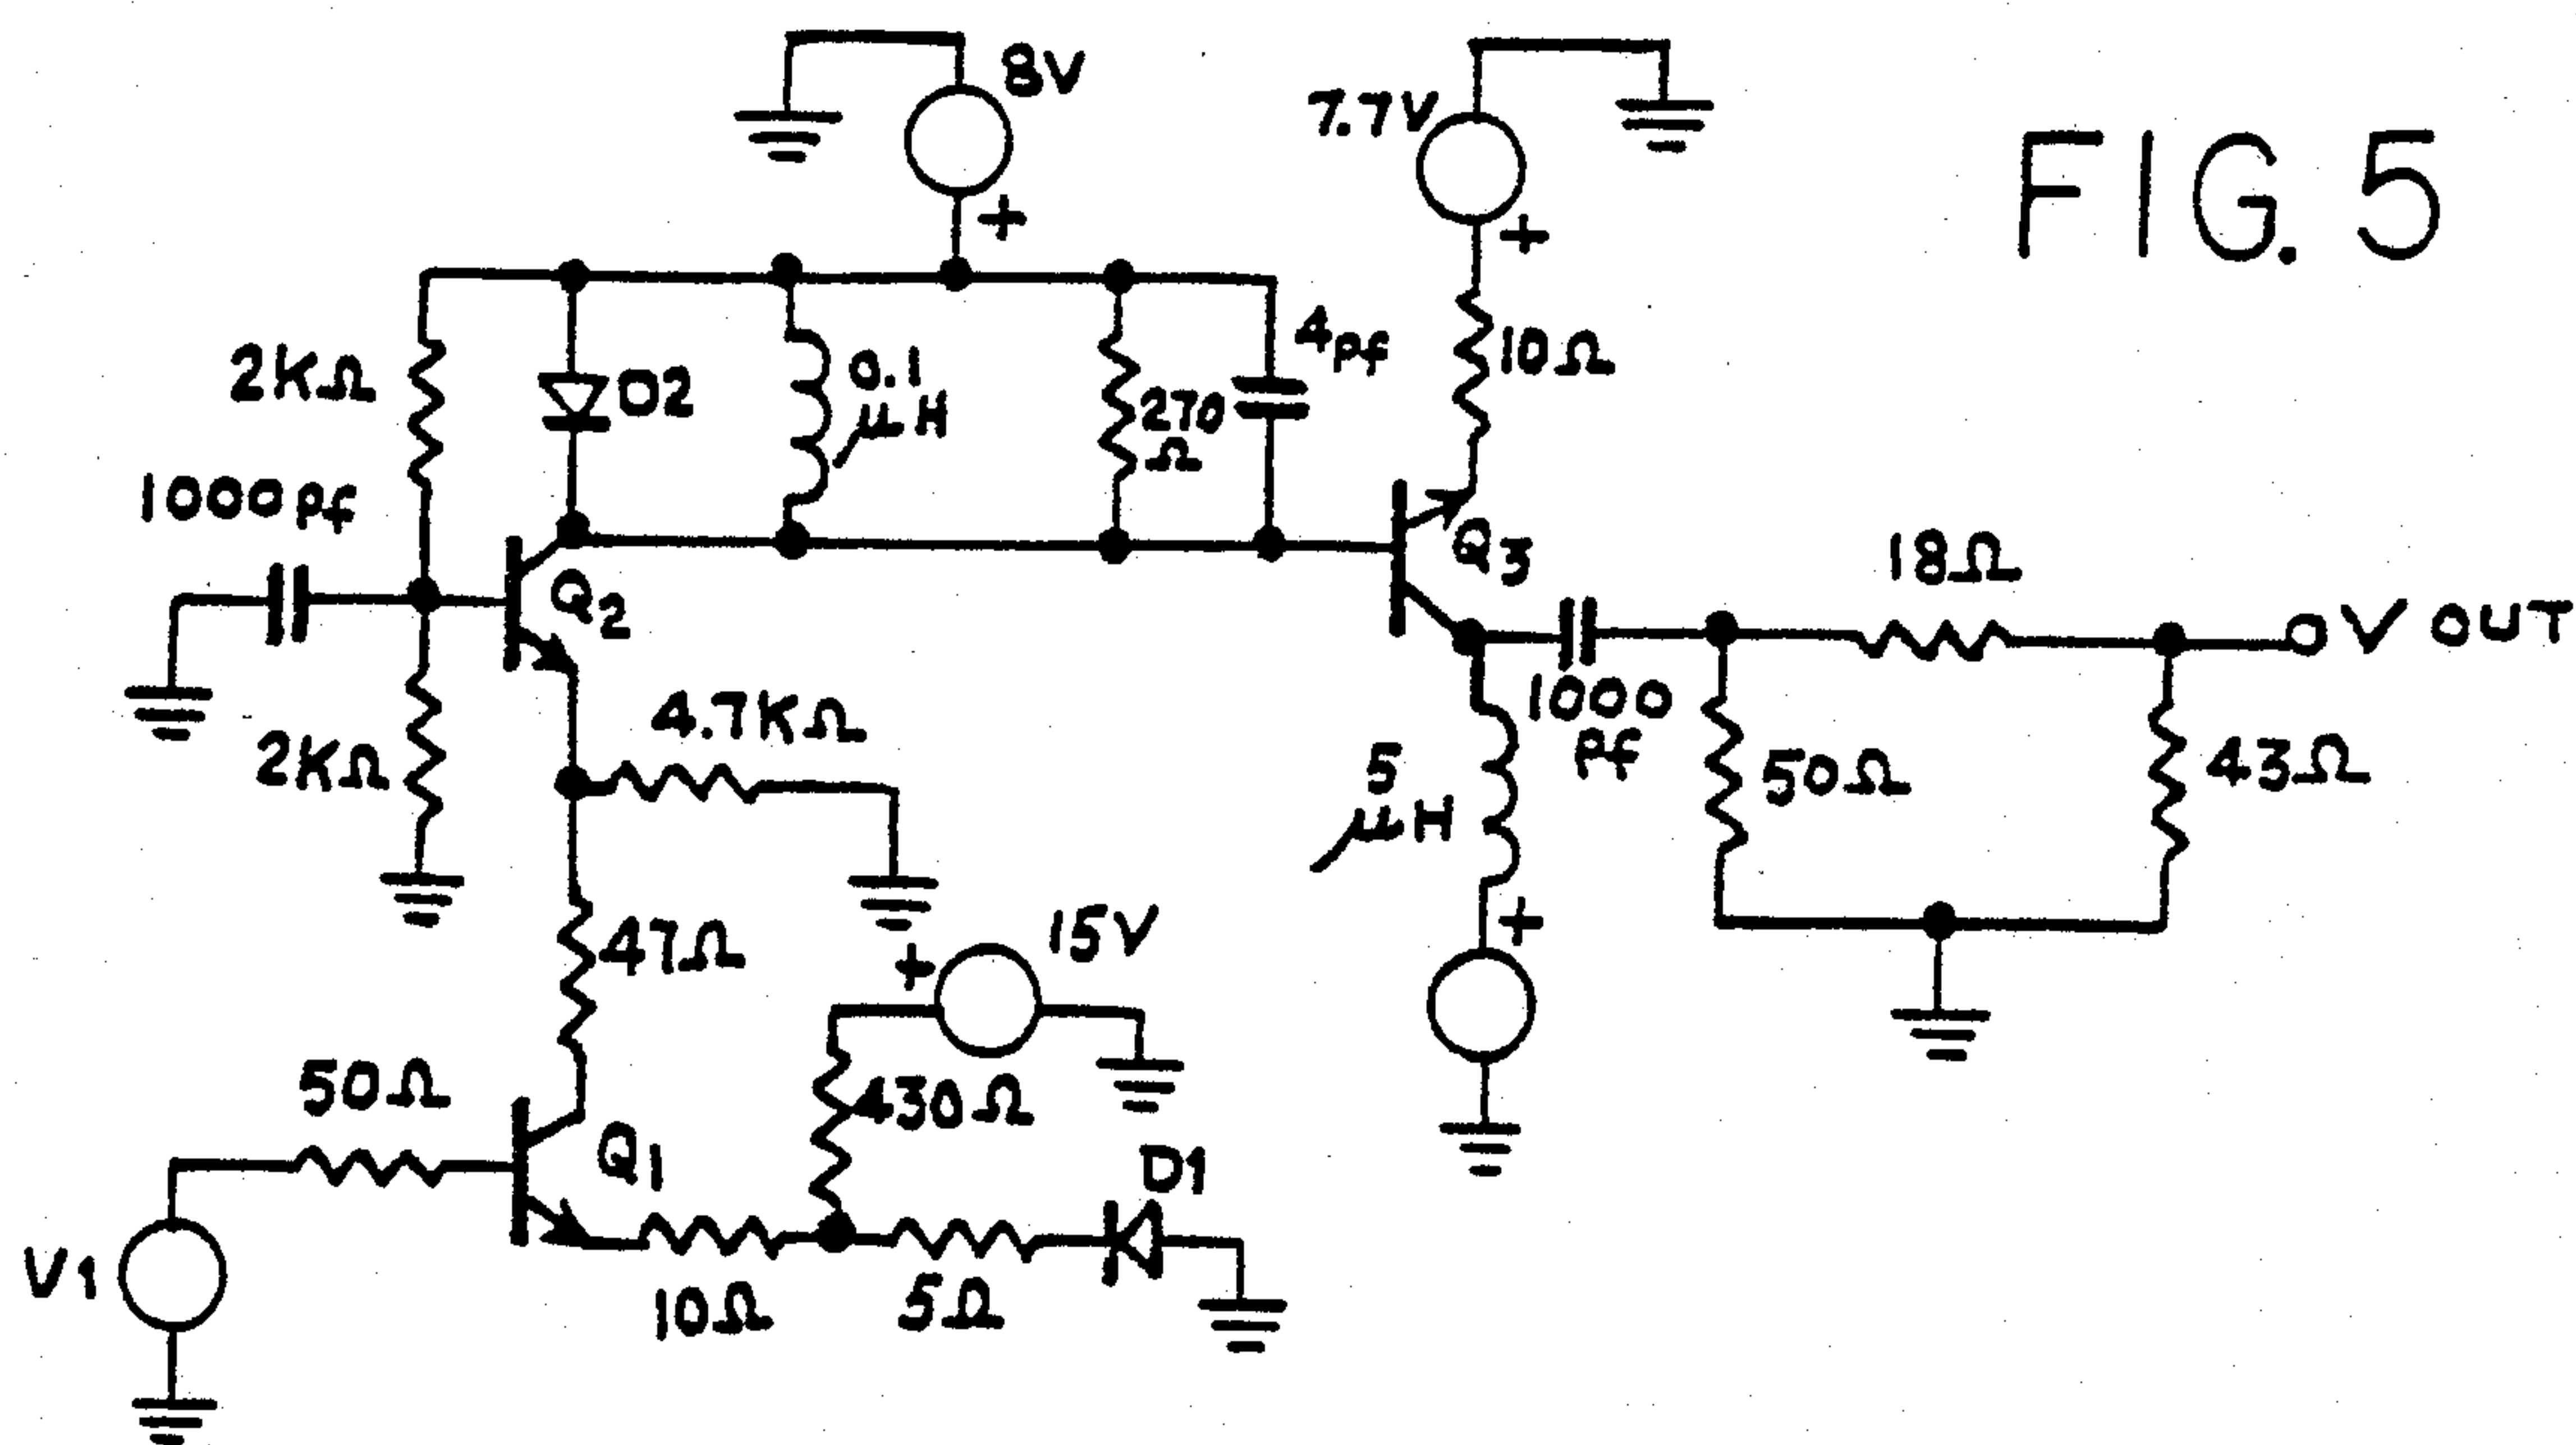 8V
+
7.7V
+
FIG. 5
2KΩ
D2
0.1
μH
270
Ω
4pf
10Ω
1000pf
Q2
Q3
18Ω
V OUT
1000
pf
2KΩ
4.7KΩ
5
μH
50Ω
43Ω
47Ω
+
15V
+
50Ω
Q1
430Ω
D1
V1
10Ω
5Ω